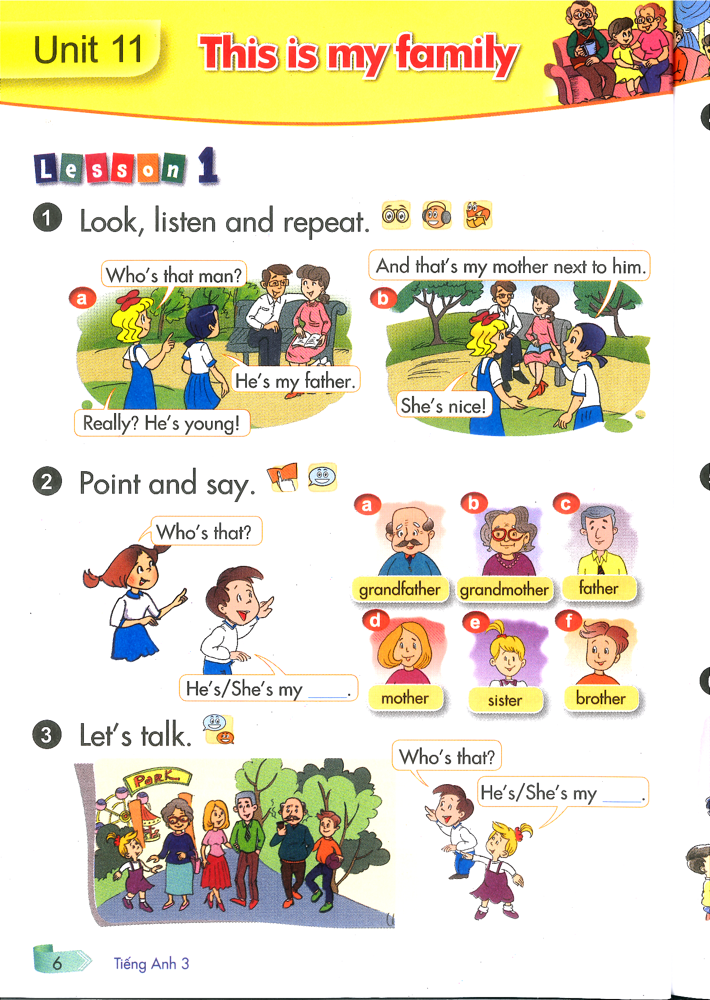 Unit 11
This is my family
Lesson 1
1 Look, listen and repeat.
a
Who's that man?
He's my father.
Really? He's young!
b
And that's my mother next to him.
She's nice!
2 Point and say.
Who's that?
He's/She's my _____.
a
grandfather
b
grandmother
c
father
d
mother
e
sister
f
brother
3 Let's talk.
PARK
Who's that?
He's/She's my _____.
6
Tiếng Anh 3